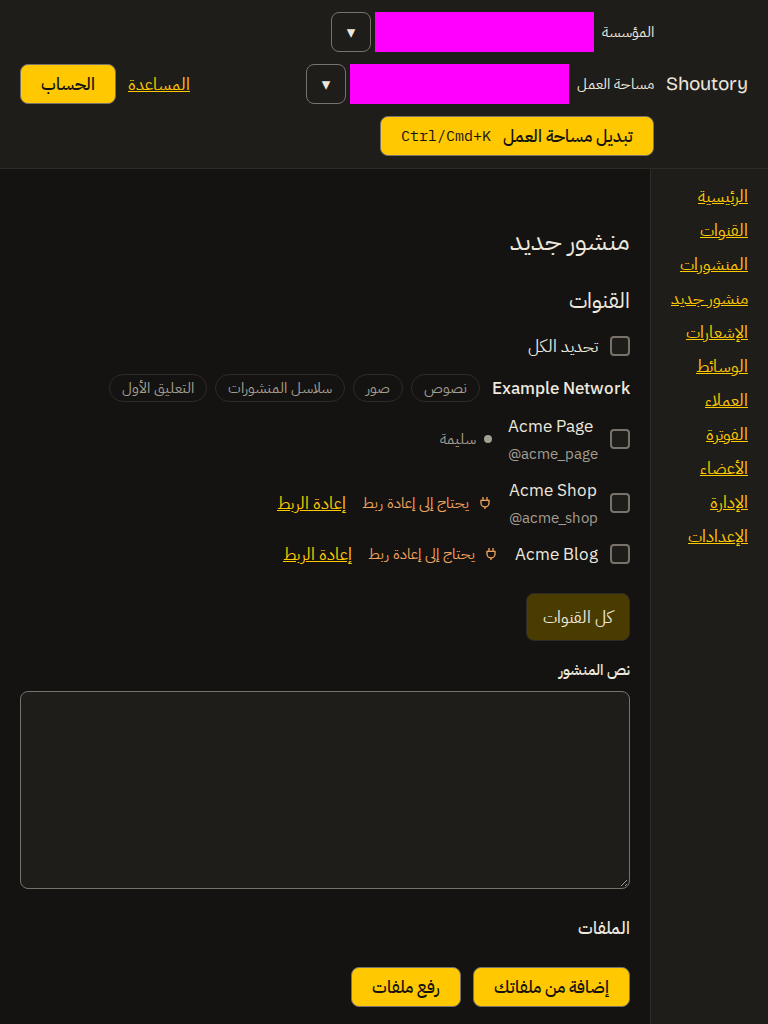 المؤسسة ▼
Shoutory
مساحة العمل ▼
المساعدة
الحساب
تبديل مساحة العمل Ctrl/Cmd+K
الرئيسية
القنوات
المنشورات
منشور جديد
الإشعارات
الوسائط
العملاء
الفوترة
الأعضاء
الإدارة
الإعدادات
منشور جديد
القنوات
تحديد الكل
Example Network نصوص صور سلاسل المنشورات التعليق الأول
Acme Page
@acme_page
سليمة
Acme Shop
@acme_shop
يحتاج إلى إعادة ربط إعادة الربط
Acme Blog يحتاج إلى إعادة ربط إعادة الربط
كل القنوات
نص المنشور
الملفات
إضافة من ملفاتك رفع ملفات